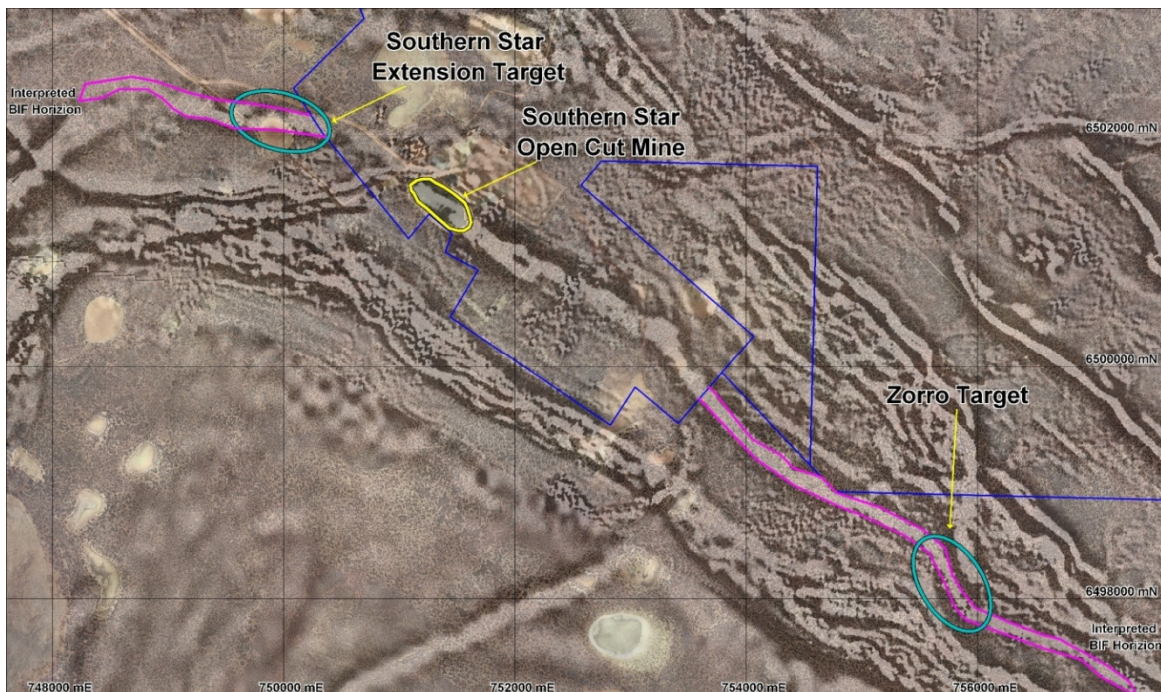 Southern Star
Extension Target
Interpreted
BIF Horizion
Southern Star
Open Cut Mine
6502000 mN
6500000 mN
Zorro Target
6498000 mN
Interpreted
BIF Horizion
748000 mE
750000 mE
752000 mE
754000 mE
756000 mE